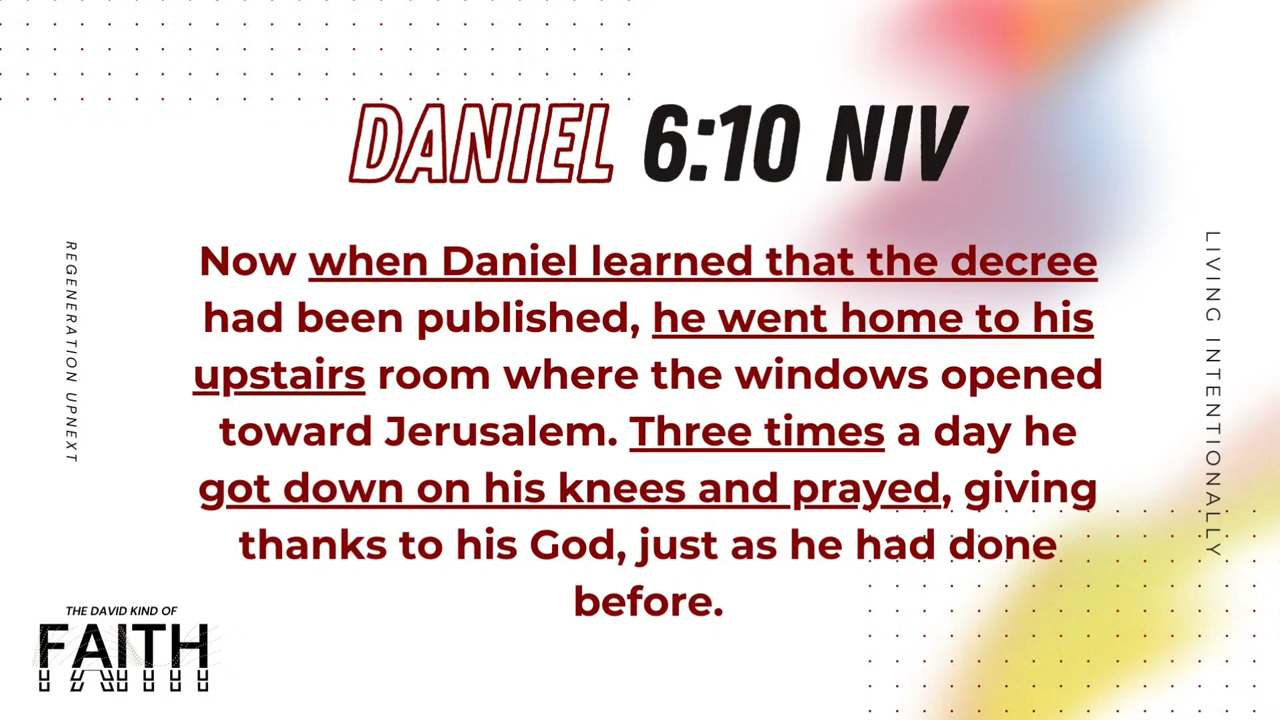 DANIEL 6:10 NIV
Now when Daniel learned that the decree
had been published, he went home to his
upstairs room where the windows opened
toward Jerusalem. Three times a day he
got down on his knees and prayed, giving
thanks to his God, just as he had done
before.
REGENERATION UPNEXT
LIVING INTENTIONALLY
THE DAVID KIND OF
FAITH